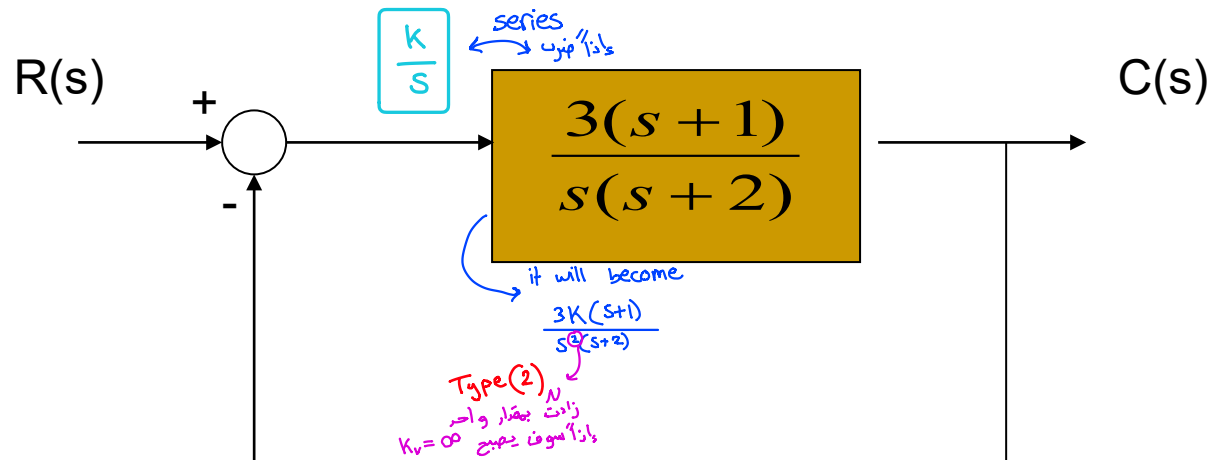 series
K/S
إذاً ضرب
R(s)
C(s)
+
3(s + 1)/s(s + 2)
-
it will become
3K(S+1)/S²(S+2)
Type(2)
N
زادت بمقدار واحد
إذاً سوف يصبح Kv = ∞